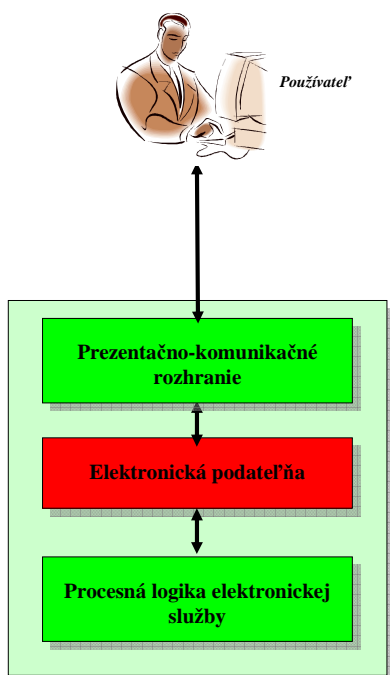 Používateľ
Prezentačno-komunikačné
rozhranie
Elektronická podateľňa
Procesná logika elektronickej
služby